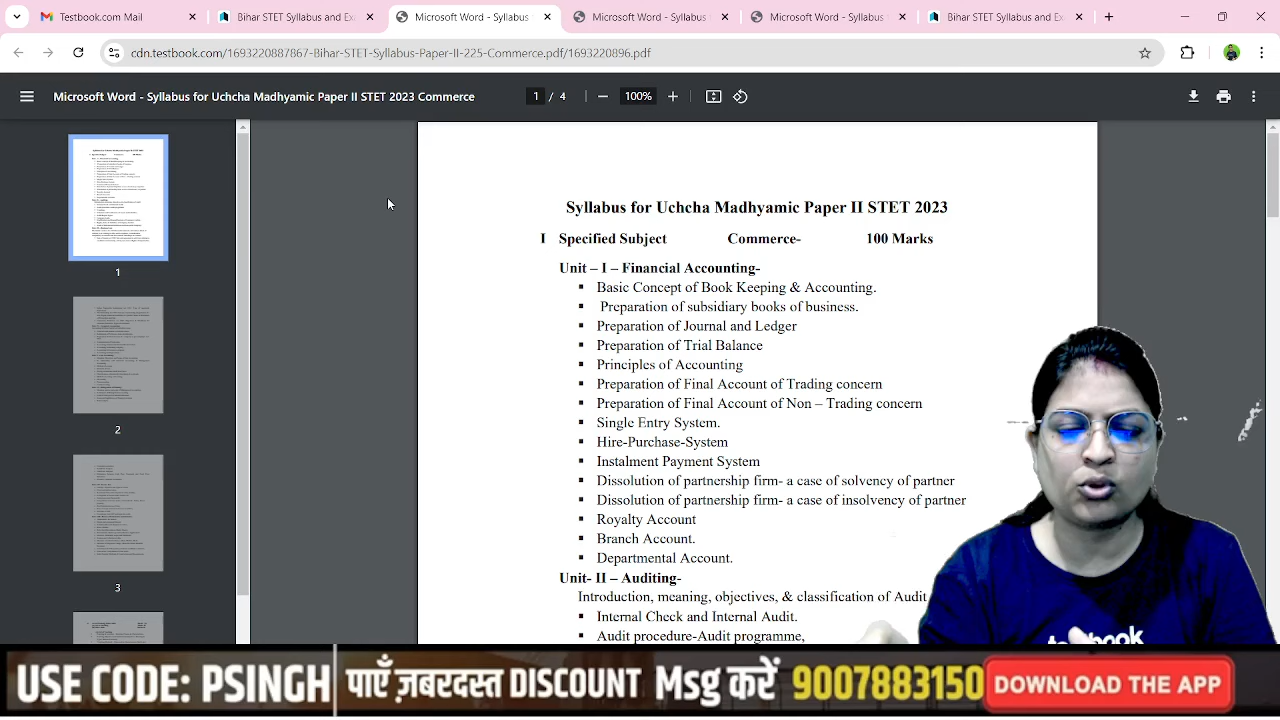 Testbook.com Mail
Bihar STET Syllabus and Ex
Microsoft Word - Syllabus
Microsoft Word - Syllabus
Microsoft Word - Syllabus
Bihar STET Syllabus and Ex
cdn.testbook.com/1693220887867-Bihar-STET-Syllabus-Paper-II-225-Commerce.pdf/1693220896.pdf
Microsoft Word - Syllabus for Uchcha Madhyamic Paper II STET 2023 Commerce
1 / 4
100%
1
2
3
Syllabus for Uchcha Madhyamic Paper II STET 2023
I Specified Subject Commerce- 100 Marks
Unit – I – Financial Accounting-
▪ Basic Concept of Book Keeping & Accounting.
▪ Preparation of subsidiary books of business.
▪ Preparation of Journal and Ledger
▪ Preparation of Trial Balance
▪ Principles of Accounting
▪ Preparation of Final Account of Trading concern
▪ Preparation of Final Account of Non – Trading concern
▪ Single Entry System.
▪ Hire-Purchase-System
▪ Instalment Payment System
▪ Dissolution of partnership firm- in case of solvency of partner
▪ Dissolution of partnership firm- in case of insolvency of partner
▪ Royalty Account
▪ Branch Account.
▪ Departmental Account.
Unit- II – Auditing-
Introduction, meaning, objectives, & classification of Audit
▪ Internal Check and Internal Audit.
▪ Audit procedure-Audit programme,
USE CODE: PSINGH
पाएँ ज़बरदस्त DISCOUNT Msg करें 9007883150
DOWNLOAD THE APP